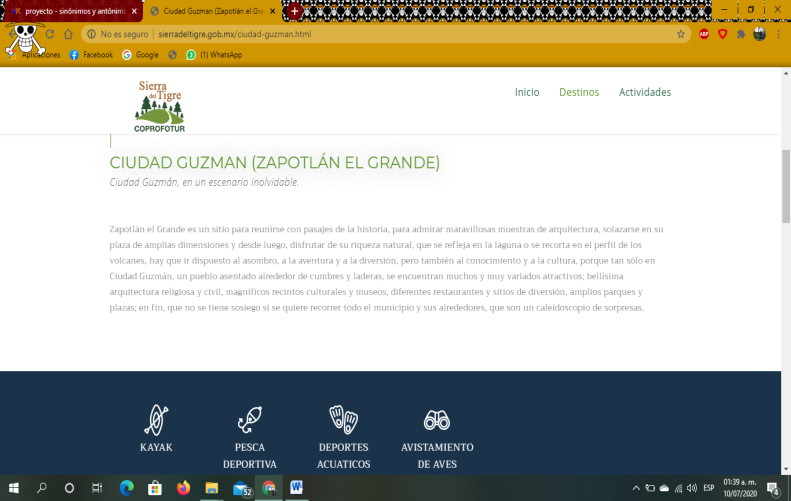 proyecto - sinónimos y antónimo
Ciudad Guzman (Zapotlán el Gra
No es seguro | sierradeltigre.gob.mx/ciudad-guzman.html
ABP
Aplicaciones Facebook Google (1) WhatsApp
Sierra
del Tigre
COPROFOTUR
Inicio Destinos Actividades
CIUDAD GUZMAN (ZAPOTLÁN EL GRANDE)
Ciudad Guzmán, en un escenario inolvidable.
Zapotlán el Grande es un sitio para reunirse con pasajes de la historia, para admirar maravillosas muestras de arquitectura, solazarse en su
plaza de amplias dimensiones y desde luego, disfrutar de su riqueza natural, que se refleja en la laguna o se recorta en el perfil de los
volcanes, hay que ir dispuesto al asombro, a la aventura y a la diversión, pero también al conocimiento y a la cultura, porque tan sólo en
Ciudad Guzmán, un pueblo asentado alrededor de cumbres y laderas, se encuentran muchos y muy variados atractivos; bellísima
arquitectura religiosa y civil, magníficos recintos culturales y museos, diferentes restaurantes y sitios de diversión, amplios parques y
plazas; en fin, que no se tiene sosiego si se quiere recorrer todo el municipio y sus alrededores, que son un caleidoscopio de sorpresas.
KAYAK
PESCA
DEPORTIVA
DEPORTES
ACUATICOS
AVISTAMIENTO
DE AVES
52
ESP
01:39 a. m.
10/07/2020
4